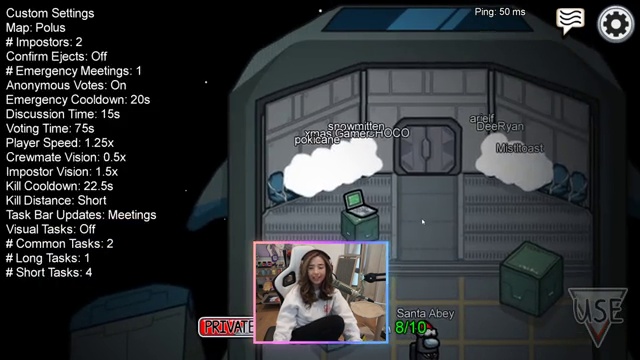 Custom Settings
Map: Polus
# Impostors: 2
Confirm Ejects: Off
# Emergency Meetings: 1
Anonymous Votes: On
Emergency Cooldown: 20s
Discussion Time: 15s
Voting Time: 75s
Player Speed: 1.25x
Crewmate Vision: 0.5x
Impostor Vision: 1.5x
Kill Cooldown: 22.5s
Kill Distance: Short
Task Bar Updates: Meetings
Visual Tasks: Off
# Common Tasks: 2
# Long Tasks: 1
# Short Tasks: 4
Ping: 50 ms
snowmitten
xmas
pokicane
arieif
DeeRyan
Mistltoast
Santa Abey
PRIVATE
8/10
USE